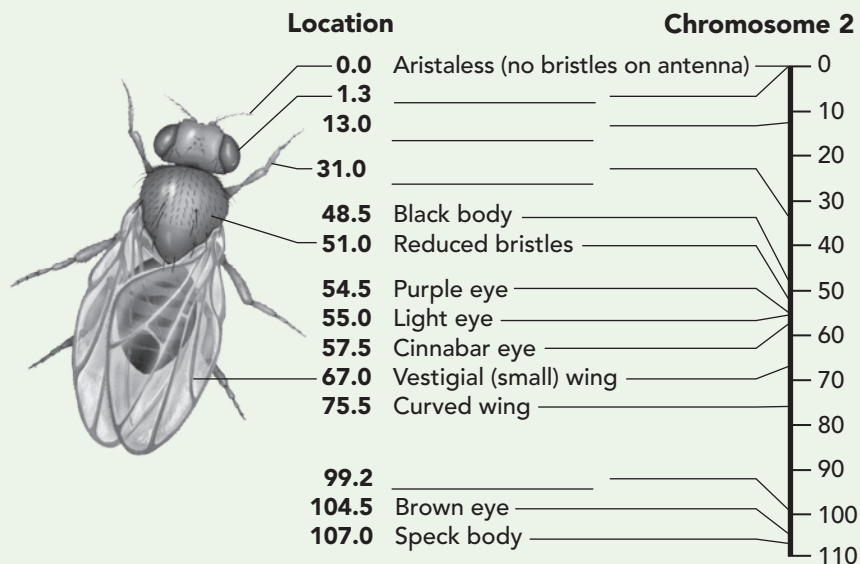 Location Chromosome 2
0.0 Aristaless (no bristles on antenna) 0
1.3
10
13.0
20
31.0
30
48.5 Black body
40
51.0 Reduced bristles
50
54.5 Purple eye
55.0 Light eye
60
57.5 Cinnabar eye
67.0 Vestigial (small) wing 70
75.5 Curved wing
80
90
99.2
100
104.5 Brown eye
107.0 Speck body
110